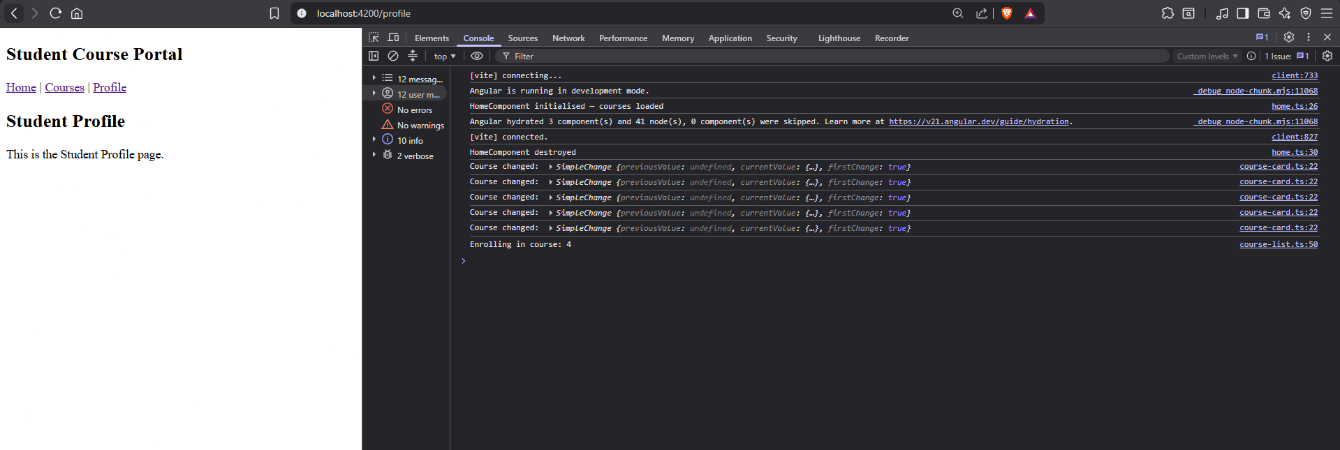 localhost:4200/profile
Student Course Portal
Home | Courses | Profile
Student Profile
This is the Student Profile page.
Elements Console Sources Network Performance Memory Application Security Lighthouse Recorder 1
top Filter Custom levels 1 Issue: 1
12 messag...
12 user m...
No errors
No warnings
10 info
2 verbose
[vite] connecting... client:733
Angular is running in development mode. _debug_node-chunk.mjs:11068
HomeComponent initialised — courses loaded home.ts:26
Angular hydrated 3 component(s) and 41 node(s), 0 component(s) were skipped. Learn more at https://v21.angular.dev/guide/hydration. _debug_node-chunk.mjs:11068
[vite] connected. client:827
HomeComponent destroyed home.ts:30
Course changed: SimpleChange {previousValue: undefined, currentValue: {…}, firstChange: true} course-card.ts:22
Course changed: SimpleChange {previousValue: undefined, currentValue: {…}, firstChange: true} course-card.ts:22
Course changed: SimpleChange {previousValue: undefined, currentValue: {…}, firstChange: true} course-card.ts:22
Course changed: SimpleChange {previousValue: undefined, currentValue: {…}, firstChange: true} course-card.ts:22
Course changed: SimpleChange {previousValue: undefined, currentValue: {…}, firstChange: true} course-card.ts:22
Enrolling in course: 4 course-list.ts:50